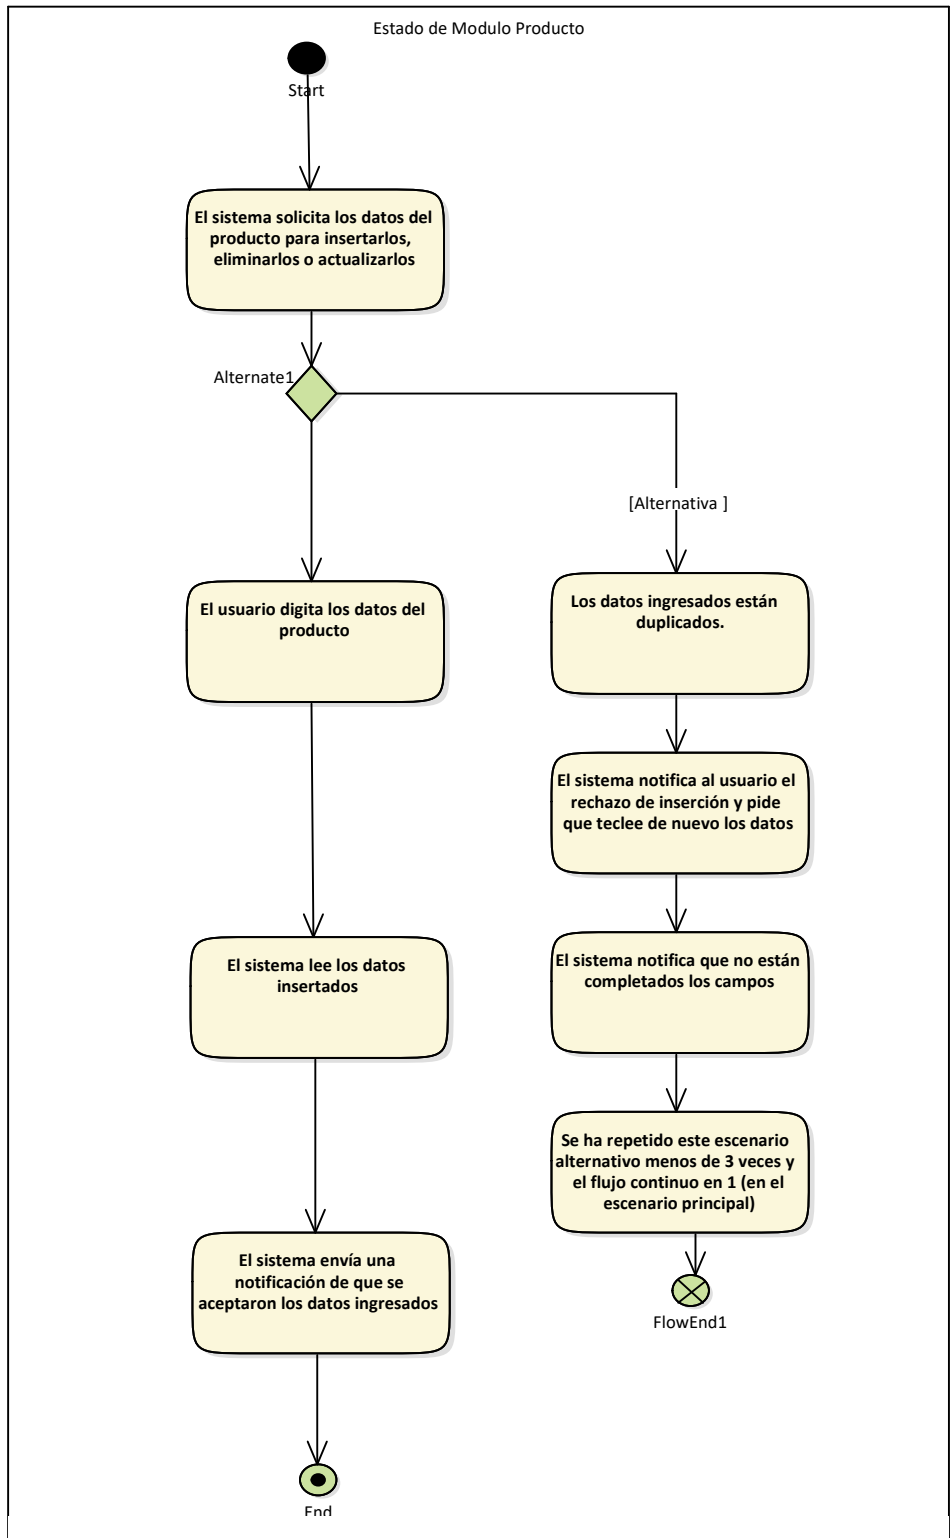 Estado de Modulo Producto
Start
El sistema solicita los datos del
producto para insertarlos,
eliminarlos o actualizarlos
Alternate1
[Alternativa ]
El usuario digita los datos del
producto
Los datos ingresados están
duplicados.
El sistema notifica al usuario el
rechazo de inserción y pide
que teclee de nuevo los datos
El sistema lee los datos
insertados
El sistema notifica que no están
completados los campos
Se ha repetido este escenario
alternativo menos de 3 veces y
el flujo continuo en 1 (en el
escenario principal)
El sistema envía una
notificación de que se
aceptaron los datos ingresados
FlowEnd1
End